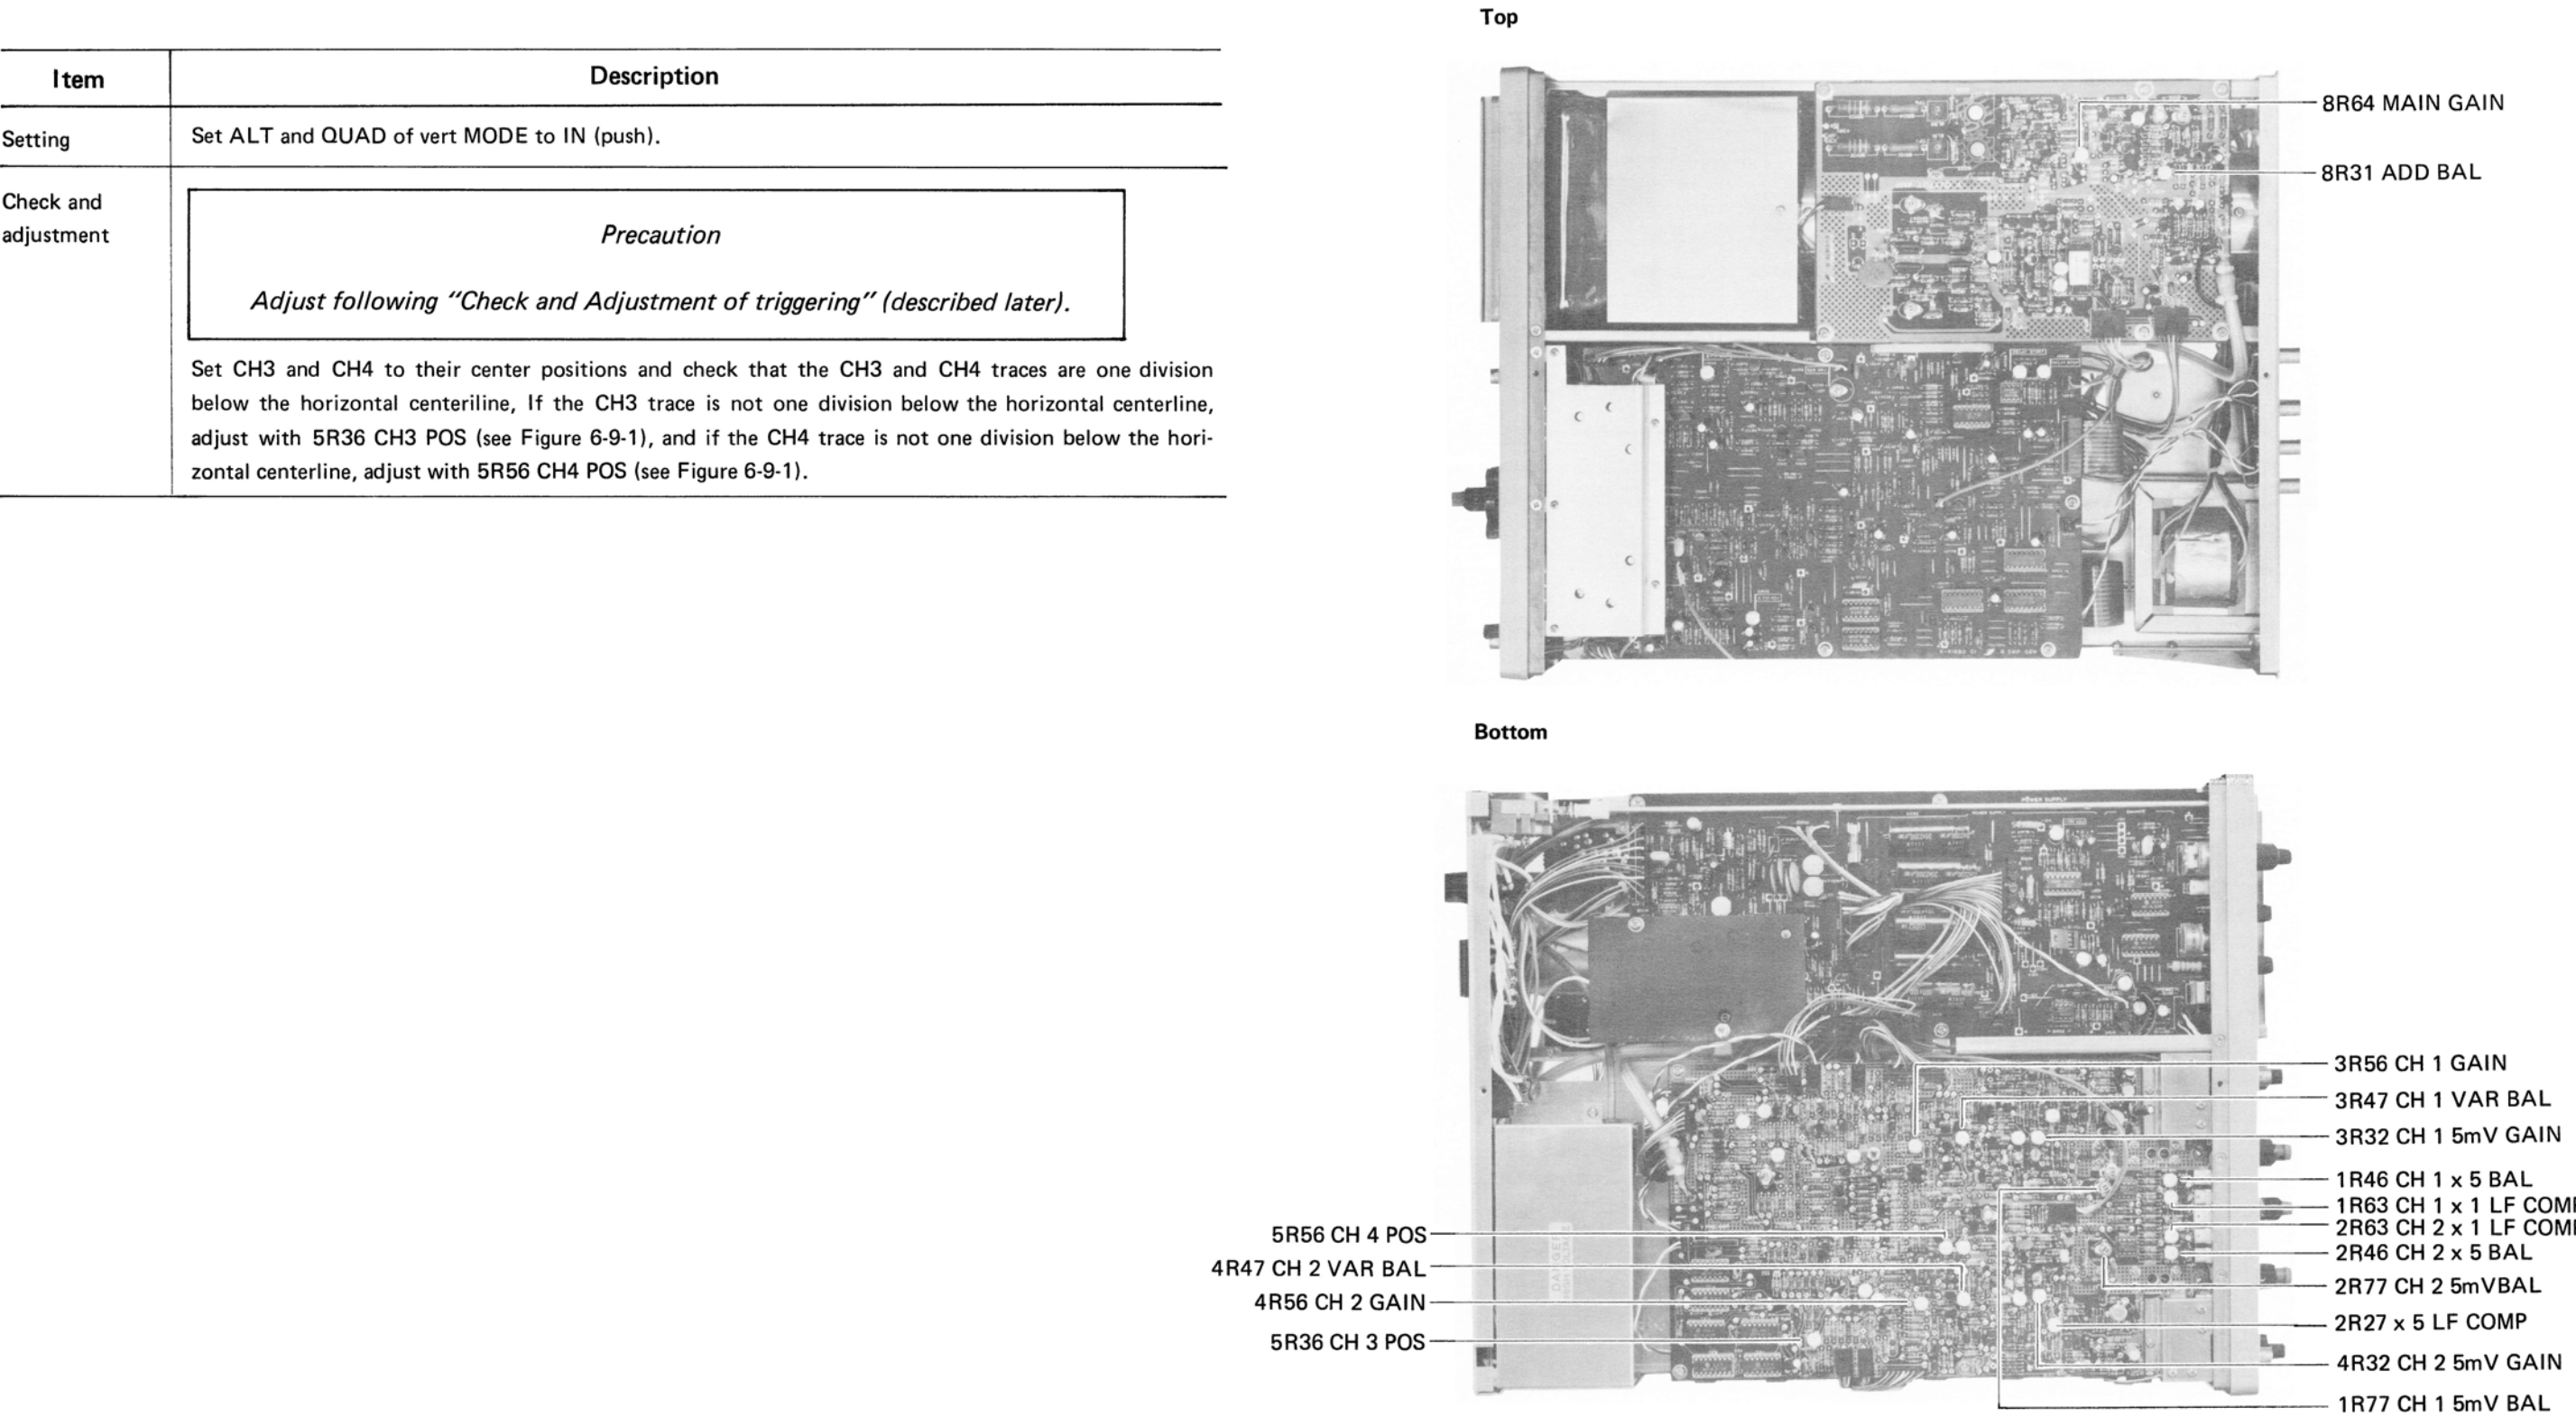 Item
Description
Setting
Set ALT and QUAD of vert MODE to IN (push).
Check and
adjustment
Precaution
Adjust following “Check and Adjustment of triggering” (described later).
Set CH3 and CH4 to their center positions and check that the CH3 and CH4 traces are one division
below the horizontal centeriline, If the CH3 trace is not one division below the horizontal centerline,
adjust with 5R36 CH3 POS (see Figure 6-9-1), and if the CH4 trace is not one division below the hori-
zontal centerline, adjust with 5R56 CH4 POS (see Figure 6-9-1).
Top
8R64 MAIN GAIN
8R31 ADD BAL
Bottom
POWER SUPPLY
3R56 CH 1 GAIN
3R47 CH 1 VAR BAL
3R32 CH 1 5mV GAIN
1R46 CH 1 x 5 BAL
1R63 CH 1 x 1 LF COM
2R63 CH 2 x 1 LF COM
2R46 CH 2 x 5 BAL
2R77 CH 2 5mVBAL
2R27 x 5 LF COMP
4R32 CH 2 5mV GAIN
1R77 CH 1 5mV BAL
5R56 CH 4 POS
4R47 CH 2 VAR BAL
4R56 CH 2 GAIN
5R36 CH 3 POS
DANGER